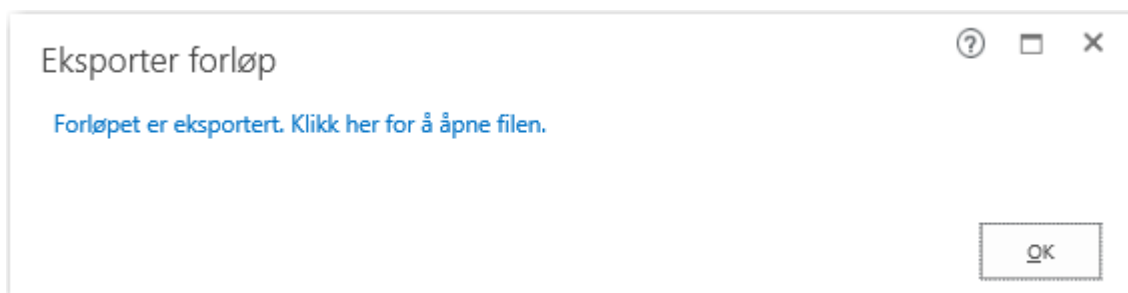 Eksporter forløp
Forløpet er eksportert. Klikk her for å åpne filen.
OK